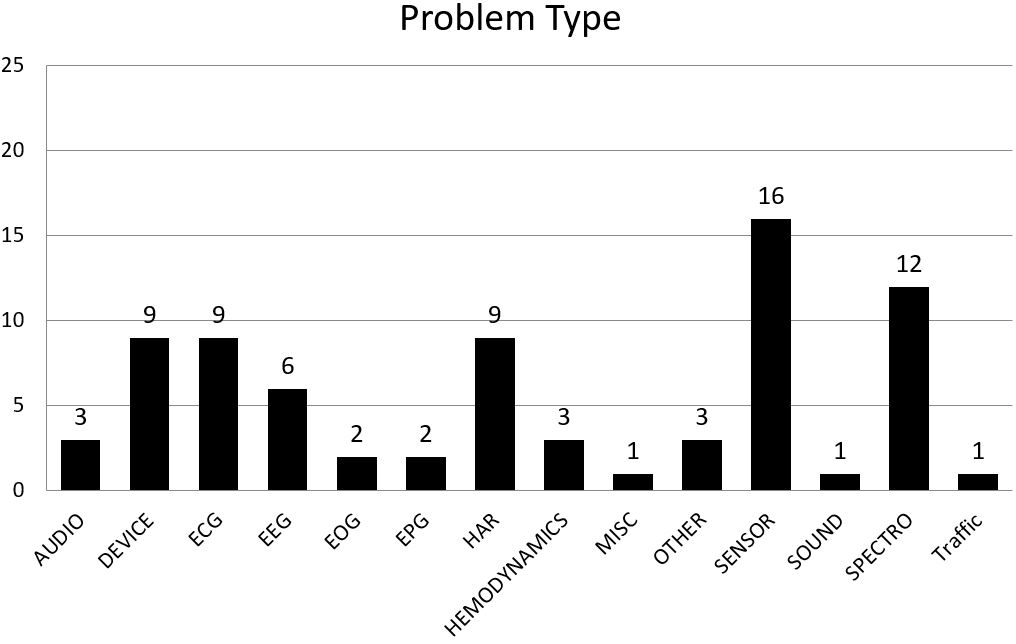 Problem Type
25
20
15
10
5
0
3
9
9
6
2
2
9
3
1
3
16
1
12
1
AUDIO
DEVICE
ECG
EEG
EOG
EPG
HAR
HEMODYNAMICS
MISC
OTHER
SENSOR
SOUND
SPECTRO
Traffic